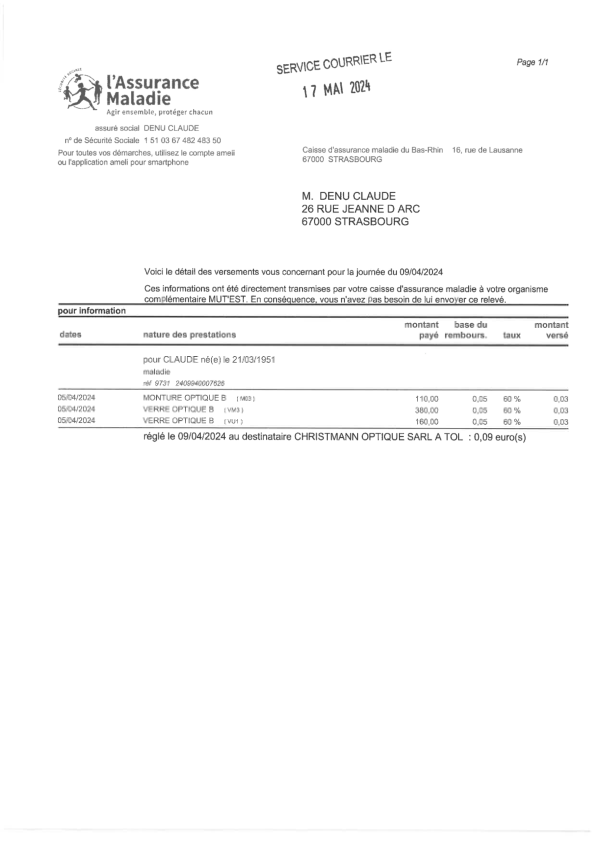 SERVICE COURRIER LE
17 MAI 2024
Page 1/1
SÉCURITÉ SOCIALE
l'Assurance
Maladie
Agir ensemble, protéger chacun
assuré social DENU CLAUDE
n° de Sécurité Sociale 1 51 03 67 482 483 50
Pour toutes vos démarches, utilisez le compte ameli
ou l'application ameli pour smartphone
Caisse d'assurance maladie du Bas-Rhin 16, rue de Lausanne
67000 STRASBOURG
M. DENU CLAUDE
26 RUE JEANNE D ARC
67000 STRASBOURG
Voici le détail des versements vous concernant pour la journée du 09/04/2024
Ces informations ont été directement transmises par votre caisse d'assurance maladie à votre organisme
complémentaire MUT'EST. En conséquence, vous n'avez pas besoin de lui envoyer ce relevé.
pour information
dates nature des prestations montant payé base du rembours. taux montant versé
pour CLAUDE né(e) le 21/03/1951
maladie
réf 9731 2409940007626
05/04/2024 MONTURE OPTIQUE B (M03) 110,00 0,05 60 % 0,03
05/04/2024 VERRE OPTIQUE B (VM3) 380,00 0,05 60 % 0,03
05/04/2024 VERRE OPTIQUE B (VU1) 160,00 0,05 60 % 0,03
réglé le 09/04/2024 au destinataire CHRISTMANN OPTIQUE SARL A TOL : 0,09 euro(s)